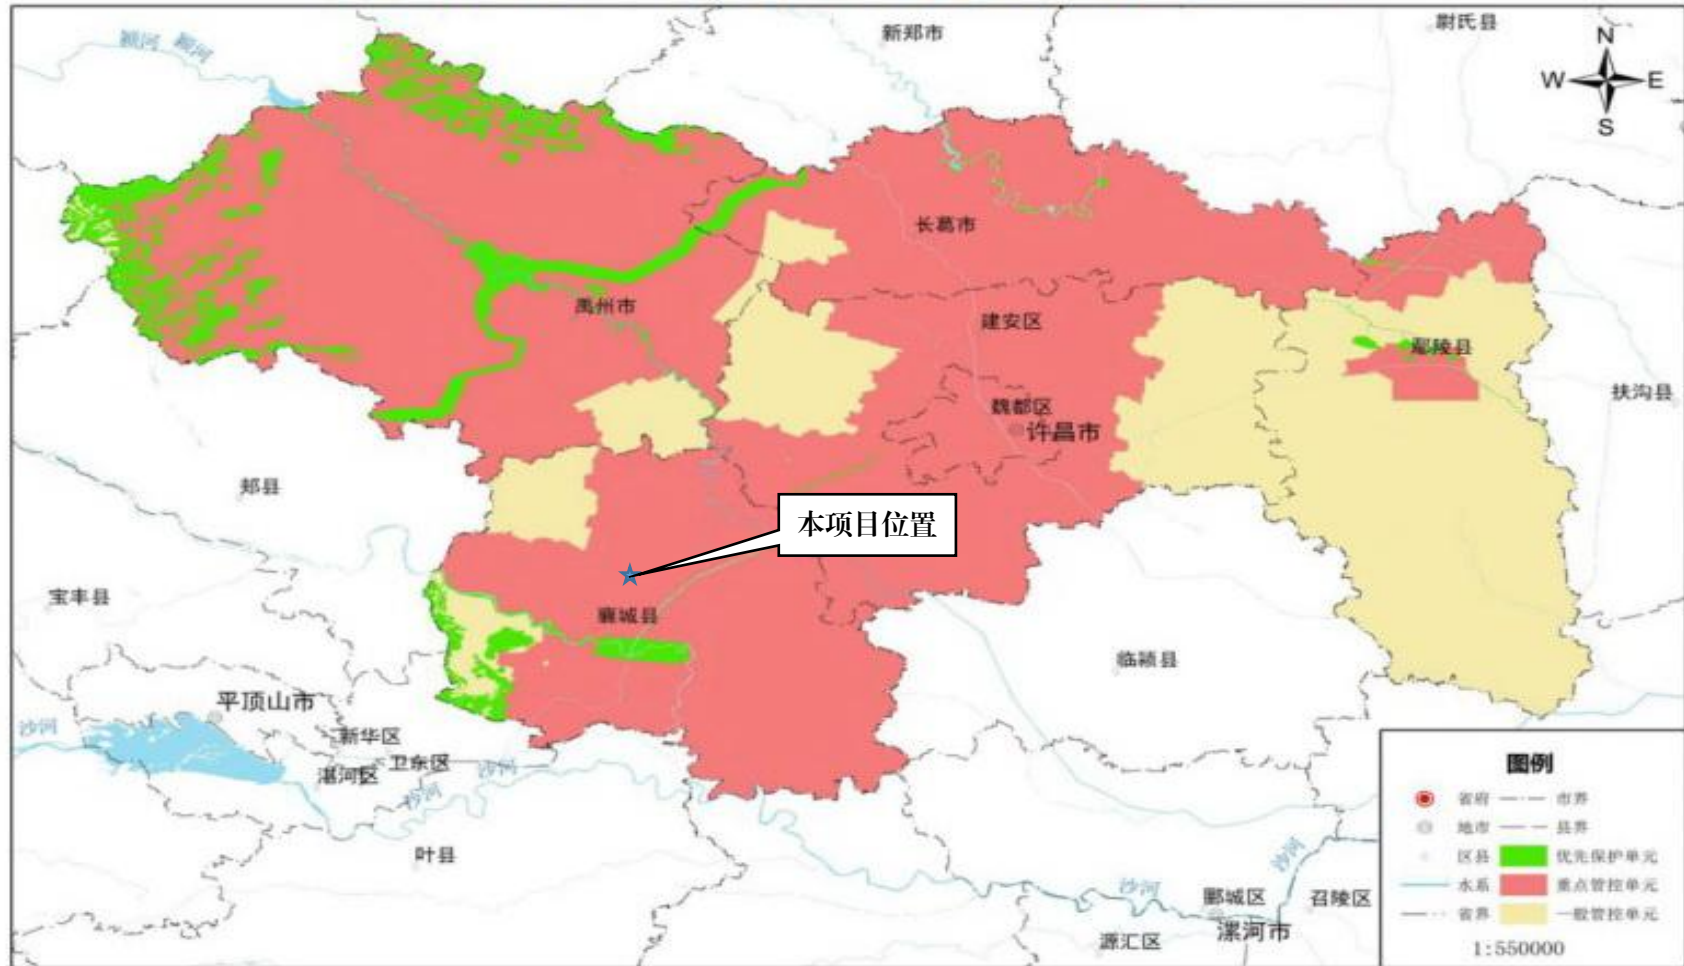 新郑市
尉氏县
颍河
颍河
N
W
E
S
长葛市
禹州市
建安区
鄢陵县
扶沟县
魏都区
许昌市
郏县
本项目位置
宝丰县
襄城县
临颍县
平顶山市
沙河
新华区
卫东区
湛河区
沙河
沙河
叶县
沙河
沙河
郾城区
召陵区
漯河市
源汇区
图例
省府 市界
地市 县界
区县 优先保护单元
水系 重点管控单元
省界 一般管控单元
1:550000